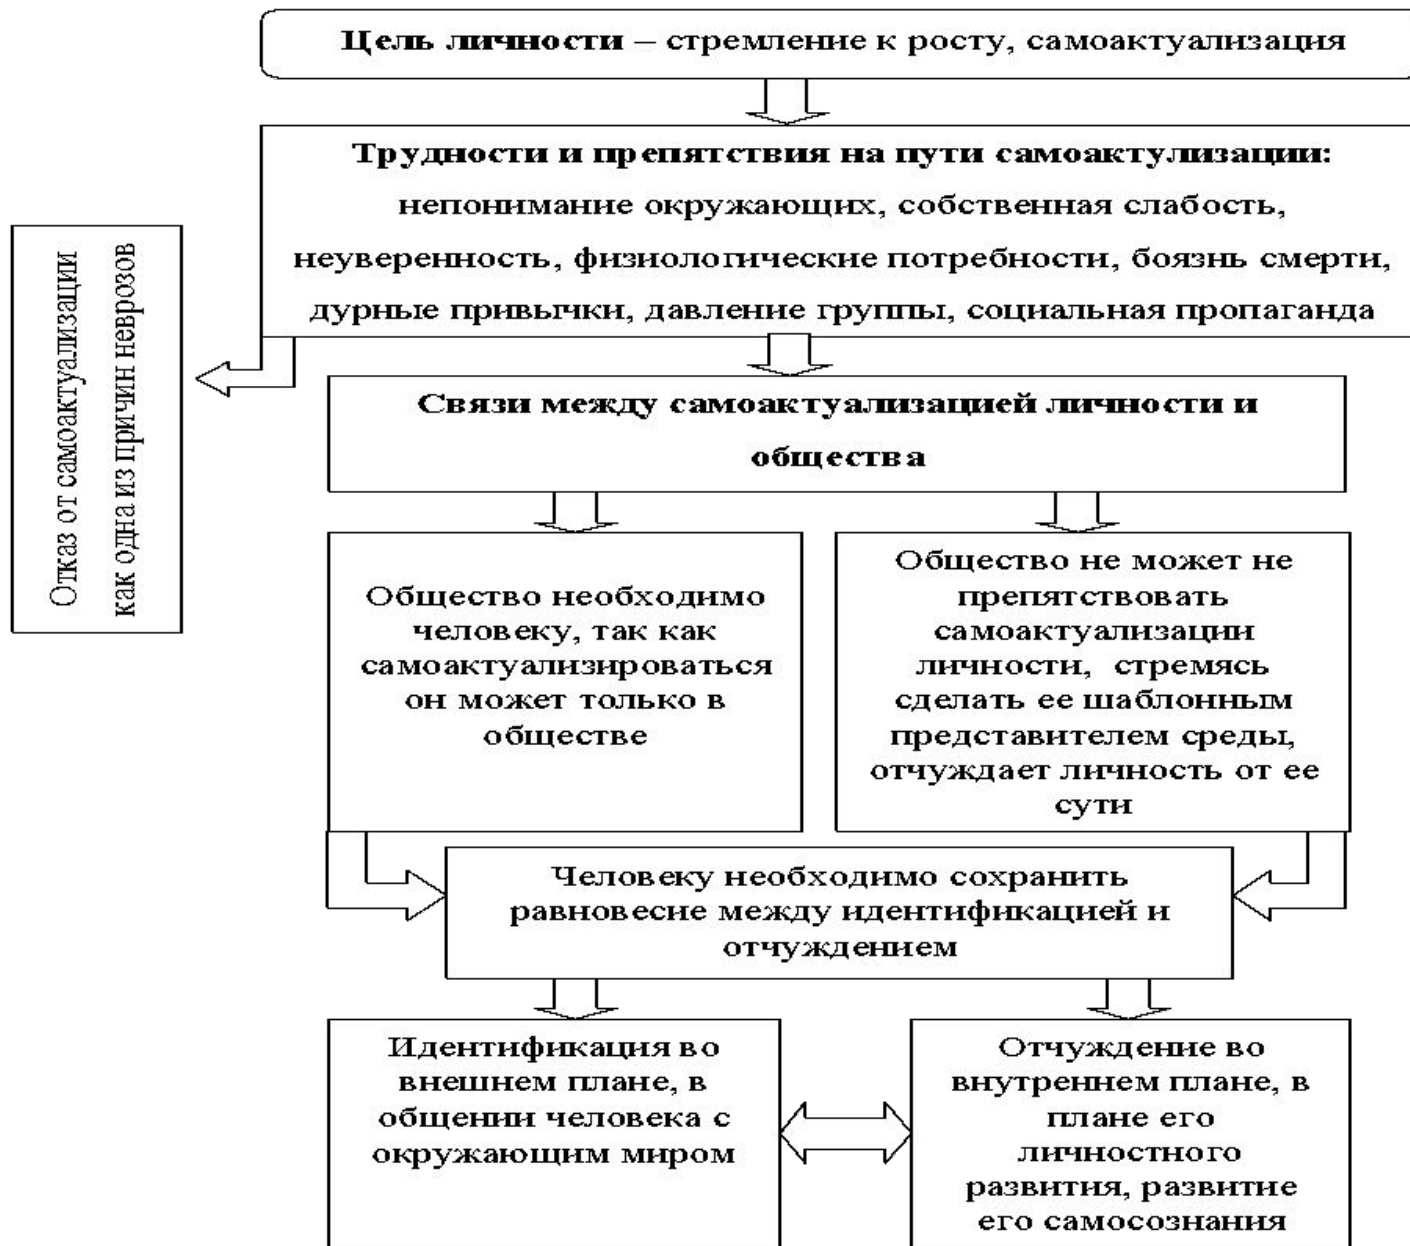 Цель личности – стремление к росту, самоактуализация
Трудности и препятствия на пути самоактулизации:
непонимание окружающих, собственная слабость,
неуверенность, физиологические потребности, боязнь смерти,
дурные привычки, давление группы, социальная пропаганда
Отказ от самоактуализации
как одна из причин неврозов
Связи между самоактуализацией личности и
общества
Общество необходимо
человеку, так как
самоактуализироваться
он может только в
обществе
Общество не может не
препятствовать
самоактуализации
личности, стремясь
сделать ее шаблонным
представителем среды,
отчуждает личность от ее
сути
Человеку необходимо сохранить
равновесие между идентификацией и
отчуждением
Идентификация во
внешнем плане, в
общении человека с
окружающим миром
Отчуждение во
внутреннем плане, в
плане его
личностного
развития, развитие
его самосознания